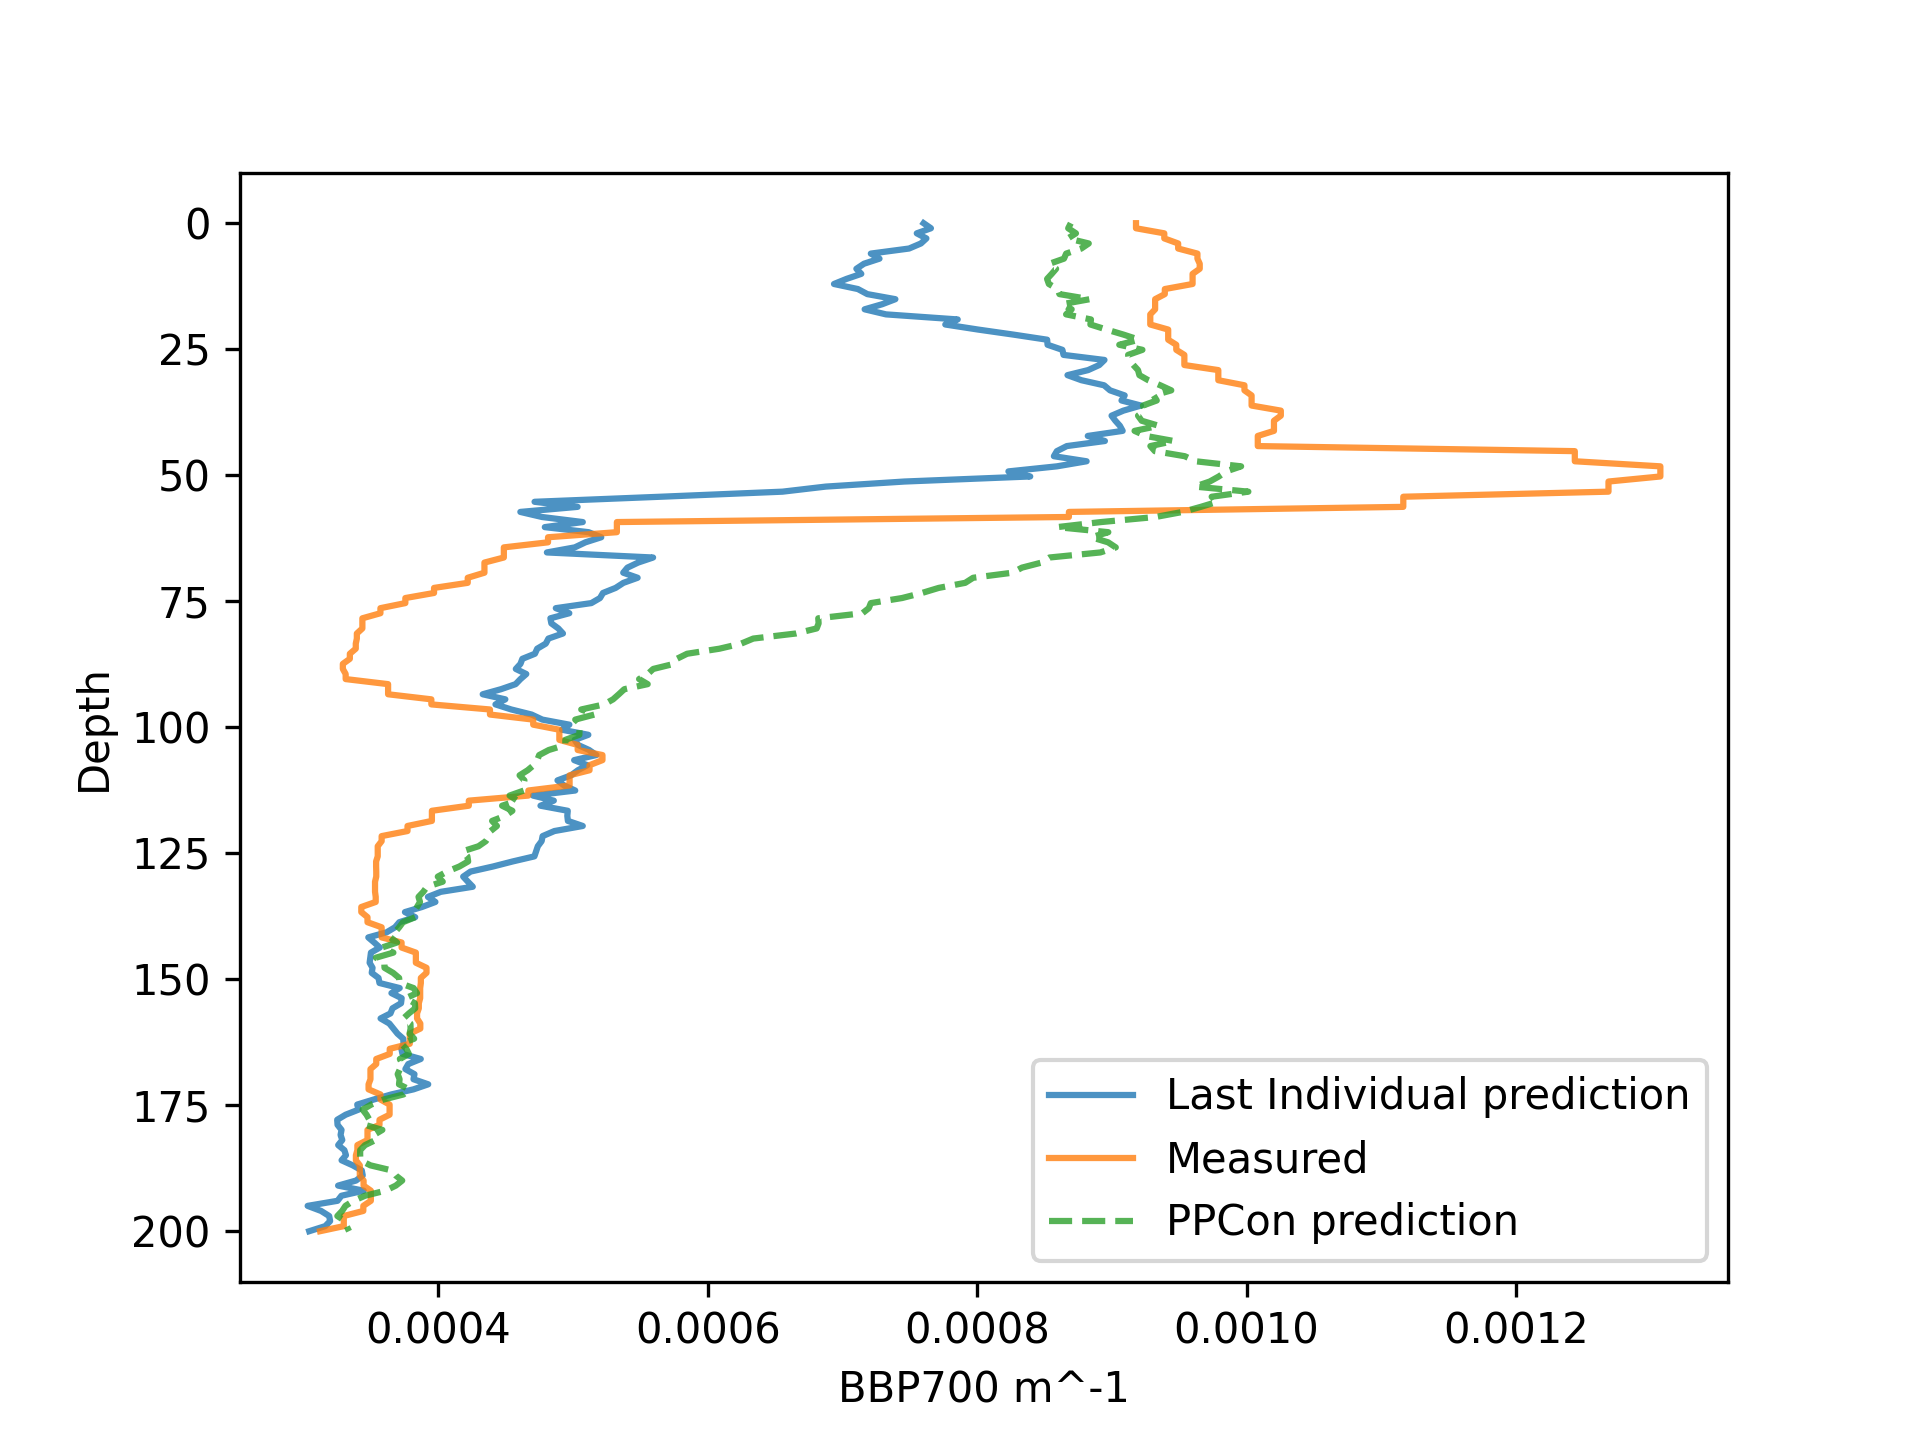 0
25
50
75
100
125
150
175
200
Depth
0.0004 0.0006 0.0008 0.0010 0.0012
BBP700 m^-1
Last Individual prediction
Measured
PPCon prediction